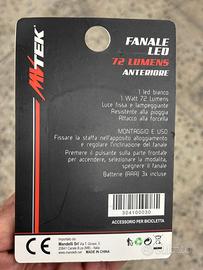 FANALE
LED
72 LUMENS
ANTERIORE
MYTEK
1 led bianco
1 Watt 72 Lumens
Luce fissa e lampeggiante
Resistente alla pioggia
Attacco alla forcella
MONTAGGIO E USO
Fissare la staffa nell'apposito alloggiamento
e regolare l'inclinazione del fanale.
Premere il pulsante sulla parte frontale
per accendere, selezionare la modalità,
spegnere il fanale.
Batterie (AAA) 3x incluse
304100030
ACCESSORIO PER BICICLETTA
CE
Mandelli Srl
MADE IN CHINA